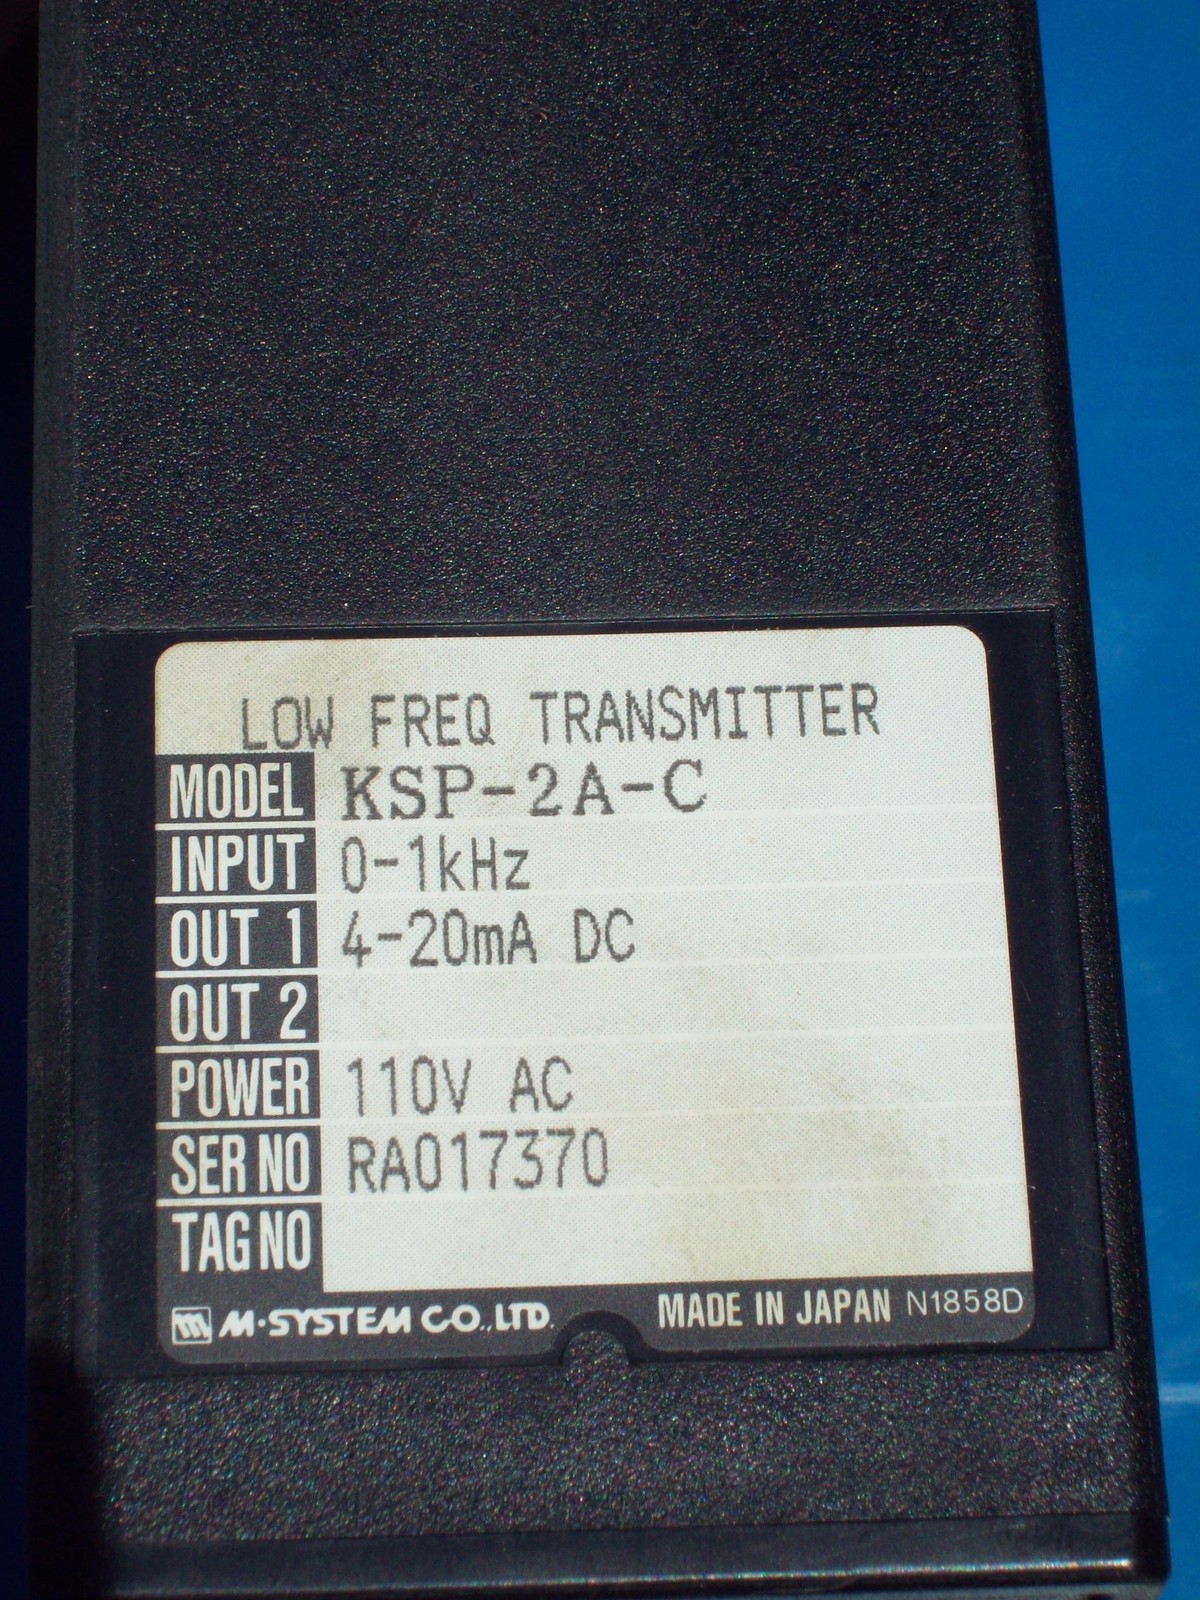 LOW FREQ TRANSMITTER
MODEL KSP-2A-C
INPUT 0-1kHz
OUT 1 4-20mA DC
OUT 2
POWER 110V AC
SER NO RA017370
TAG NO
M-SYSTEM CO.,LTD. MADE IN JAPAN N1858D